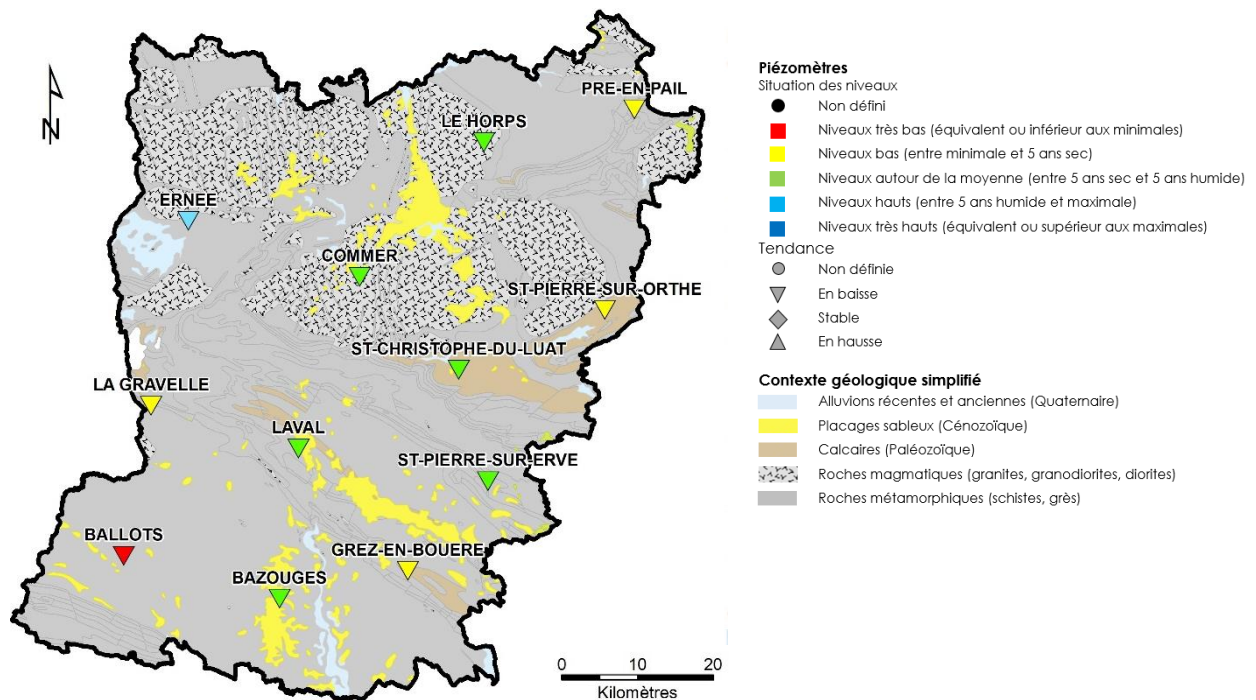 N
PRE-EN-PAIL
LE HORPS
ERNEE
COMMER
ST-PIERRE-SUR-ORTHE
ST-CHRISTOPHE-DU-LUAT
LA GRAVELLE
LAVAL
ST-PIERRE-SUR-ERVE
BALLOTS
GREZ-EN-BOUERE
BAZOUGES
0 10 20
Kilomètres
Piézomètres
Situation des niveaux
Non défini
Niveaux très bas (équivalent ou inférieur aux minimales)
Niveaux bas (entre minimale et 5 ans sec)
Niveaux autour de la moyenne (entre 5 ans sec et 5 ans humide)
Niveaux hauts (entre 5 ans humide et maximale)
Niveaux très hauts (équivalent ou supérieur aux maximales)
Tendance
Non définie
En baisse
Stable
En hausse
Contexte géologique simplifié
Alluvions récentes et anciennes (Quaternaire)
Placages sableux (Cénozoïque)
Calcaires (Paléozoïque)
Roches magmatiques (granites, granodiorites, diorites)
Roches métamorphiques (schistes, grès)